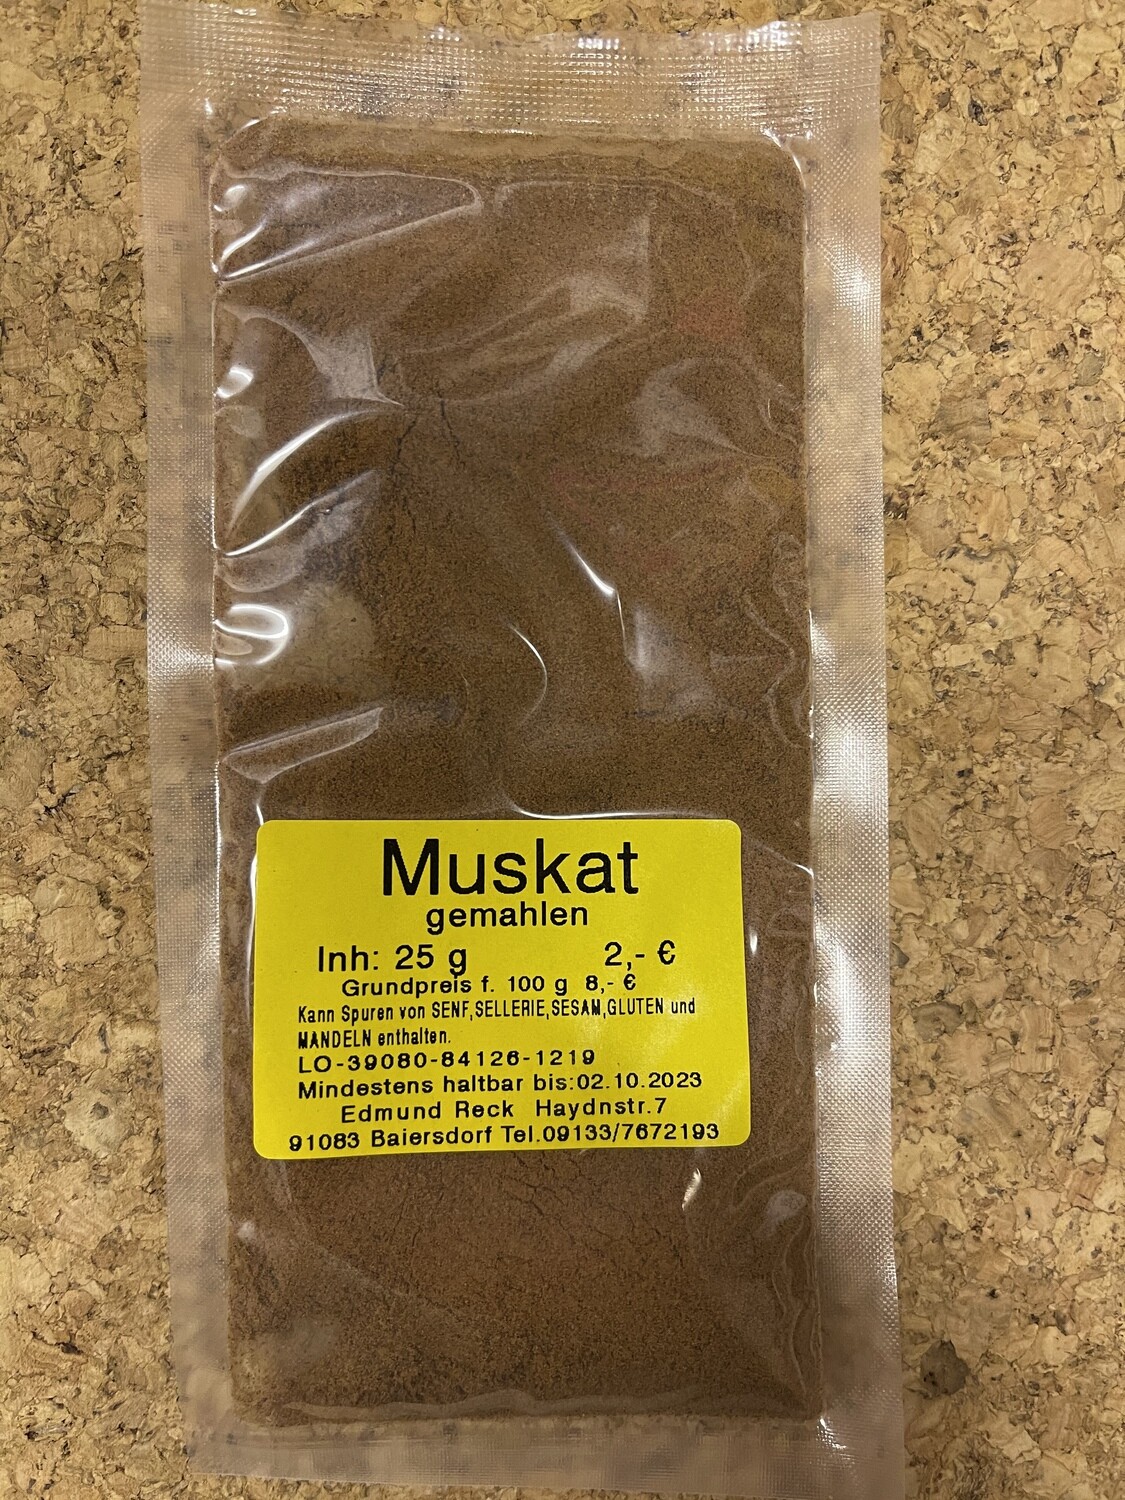 Muskat
gemahlen
Inh: 25 g 2,- €
Grundpreis f. 100 g 8,- €
Kann Spuren von SENF,SELLERIE,SESAM,GLUTEN und
MANDELN enthalten.
LO-39080-84126-1219
Mindestens haltbar bis:02.10.2023
Edmund Reck Haydnstr.7
91083 Baiersdorf Tel.09133/7672193